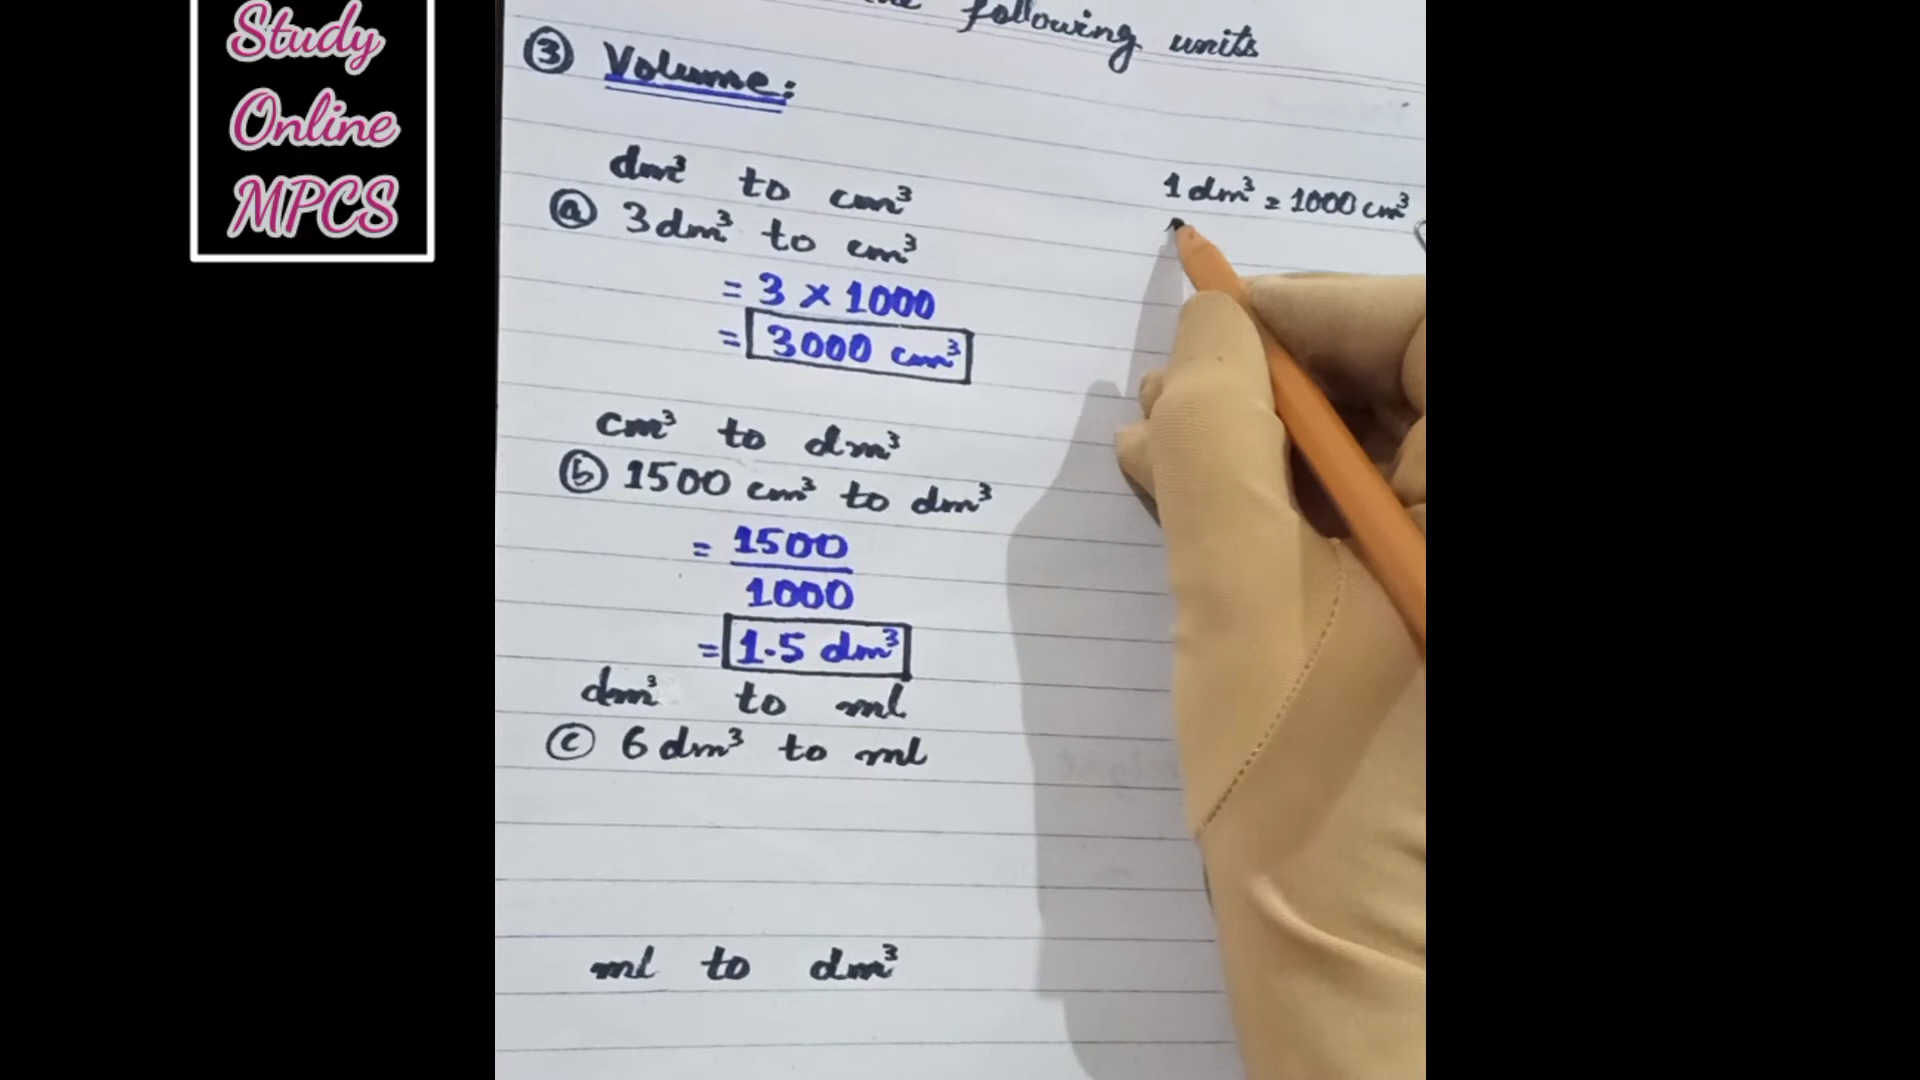 Study
Online
MPCS
following units
③ Volume:
dm³ to cm³
1 dm³ = 1000 cm³
ⓐ 3 dm³ to cm³
= 3 × 1000
= 3000 cm³
cm³ to dm³
ⓑ 1500 cm³ to dm³
= 1500
1000
= 1.5 dm³
dm³ to ml
ⓒ 6 dm³ to ml
ml to dm³